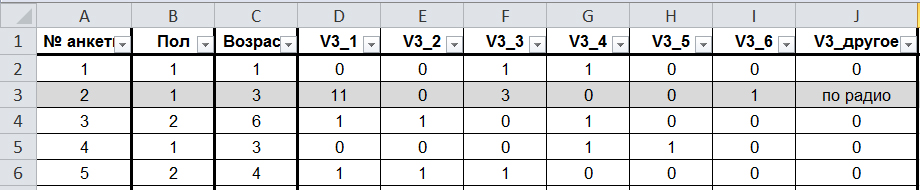 A B C D E F G H I J
1 № анкеты Пол Возрас V3_1 V3_2 V3_3 V3_4 V3_5 V3_6 V3_другое
2 1 1 1 0 0 1 1 0 0 0
3 2 1 3 11 0 3 0 0 1 по радио
4 3 2 6 1 1 0 1 0 0 0
5 4 1 3 0 0 0 1 1 0 0
6 5 2 4 1 1 1 0 0 0 0